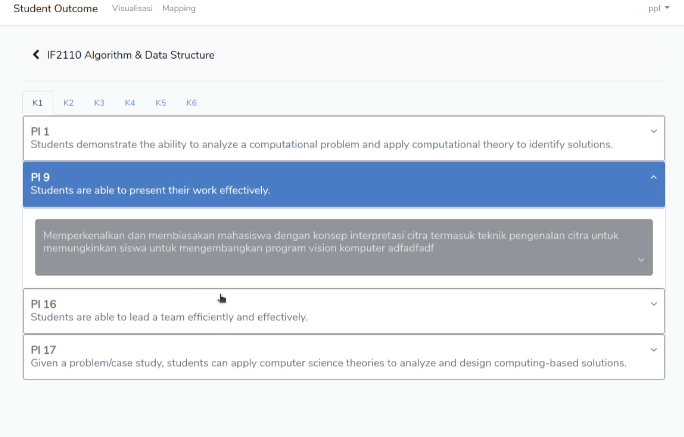 Student Outcome Visualisasi Mapping ppl
IF2110 Algorithm & Data Structure
K1 K2 K3 K4 K5 K6
PI 1
Students demonstrate the ability to analyze a computational problem and apply computational theory to identify solutions.
PI 9
Students are able to present their work effectively.
Memperkenalkan dan membiasakan mahasiswa dengan konsep interpretasi citra termasuk teknik pengenalan citra untuk
memungkinkan siswa untuk mengembangkan program vision komputer adfadfadf
PI 16
Students are able to lead a team efficiently and effectively.
PI 17
Given a problem/case study, students can apply computer science theories to analyze and design computing-based solutions.